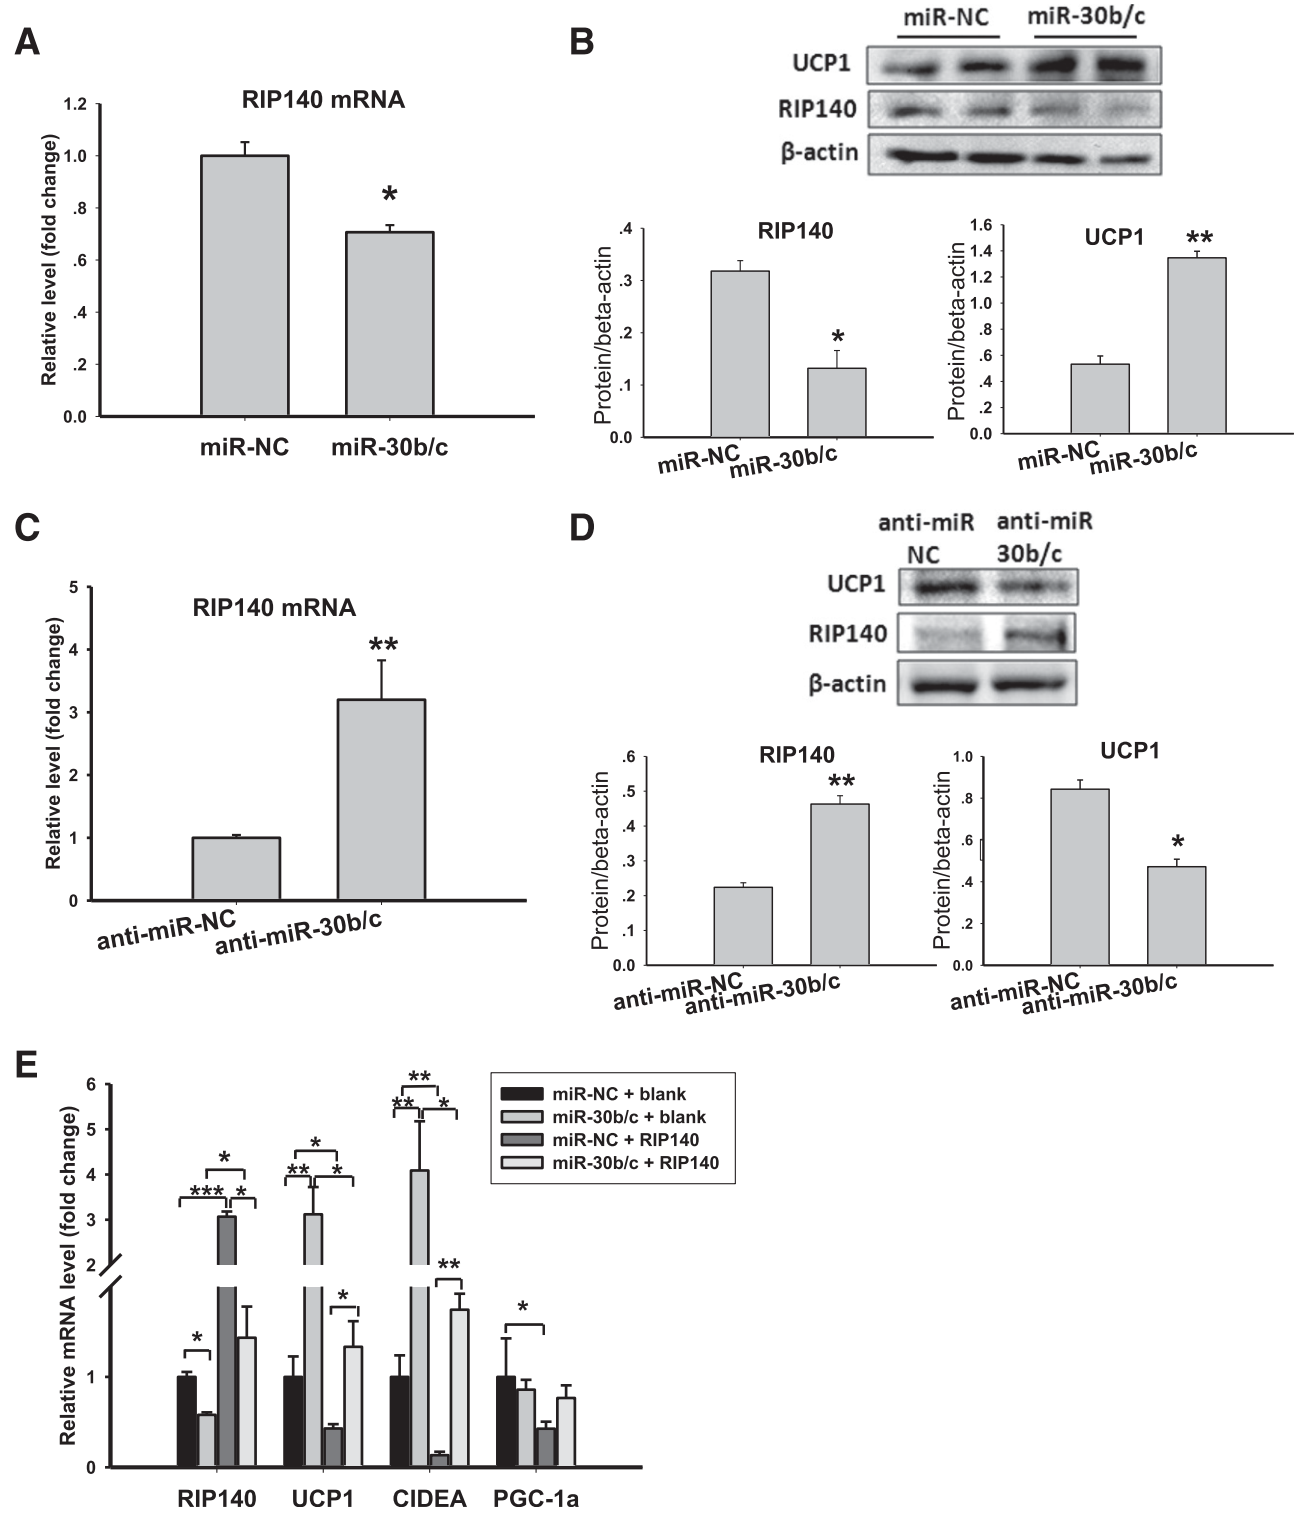 A
RIP140 mRNA
Relative level (fold change)
1.2
1.0
.8
.6
.4
.2
0.0
*
miR-NC
miR-30b/c
B
miR-NC
miR-30b/c
UCP1
RIP140
β-actin
RIP140
Protein/beta-actin
.4
.3
.2
.1
0.0
*
miR-NC
miR-30b/c
UCP1
Protein/beta-actin
1.6
1.4
1.2
1.0
.8
.6
.4
.2
0.0
**
miR-NC
miR-30b/c
C
RIP140 mRNA
Relative level (fold change)
5
4
3
2
1
0
**
anti-miR-NC
anti-miR-30b/c
D
anti-miR
NC
anti-miR
30b/c
UCP1
RIP140
β-actin
RIP140
Protein/beta-actin
.6
.5
.4
.3
.2
.1
0.0
**
anti-miR-NC
anti-miR-30b/c
UCP1
Protein/beta-actin
1.0
.8
.6
.4
.2
0.0
*
anti-miR-NC
anti-miR-30b/c
E
Relative mRNA level (fold change)
6
5
4
3
2
1
0
miR-NC + blank
miR-30b/c + blank
miR-NC + RIP140
miR-30b/c + RIP140
*
***
*
*
*
**
*
*
**
**
*
**
*
RIP140
UCP1
CIDEA
PGC-1a